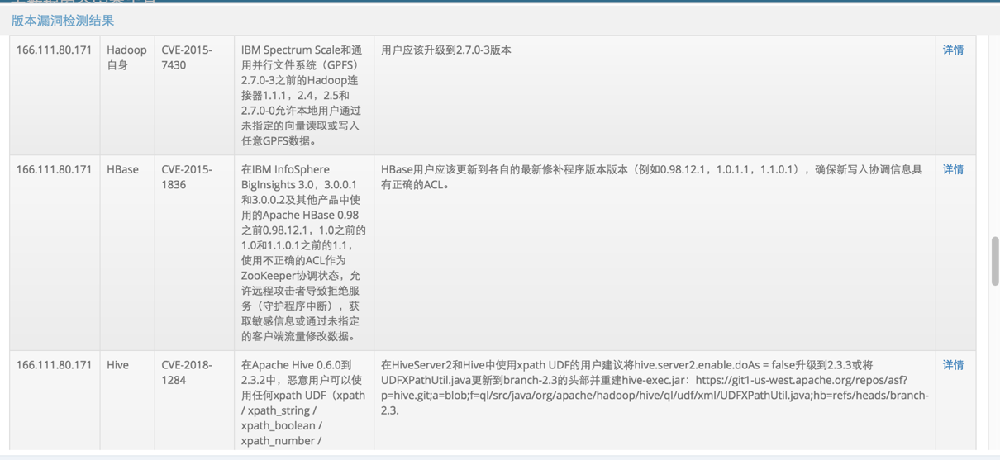 版本漏洞检测结果
166.111.80.171
Hadoop
自身
CVE-2015-
7430
IBM Spectrum Scale和通
用并行文件系统（GPFS）
2.7.0-3之前的Hadoop连
接器1.1.1，2.4，2.5和
2.7.0-0允许本地用户通过
未指定的向量读取或写入
任意GPFS数据。
用户应该升级到2.7.0-3版本
详情
166.111.80.171
HBase
CVE-2015-
1836
在IBM InfoSphere
BigInsights 3.0，3.0.0.1
和3.0.0.2及其他产品中使
用的Apache HBase 0.98
之前0.98.12.1，1.0之前的
1.0和1.1.0.1之前的1.1，
使用不正确的ACL作为
ZooKeeper协调状态，允
许远程攻击者导致拒绝服
务（守护程序中断），获
取敏感信息或通过未指定
的客户端流量修改数据。
HBase用户应该更新到各自的最新修补程序版本版本（例如0.98.12.1，1.0.1.1，1.1.0.1），确保新写入协调信息具
有正确的ACL。
详情
166.111.80.171
Hive
CVE-2018-
1284
在Apache Hive 0.6.0到
2.3.2中，恶意用户可以使
用任何xpath UDF（xpath
/ xpath_string /
xpath_boolean /
xpath_number /
在HiveServer2和Hive中使用xpath UDF的用户建议将hive.server2.enable.doAs = false升级到2.3.3或将
UDFXPathUtil.java更新到branch-2.3的头部并重建hive-exec.jar：https://git1-us-west.apache.org/repos/asf?
p=hive.git;a=blob;f=ql/src/java/org/apache/hadoop/hive/ql/udf/xml/UDFXPathUtil.java;hb=refs/heads/branch-
2.3.
详情